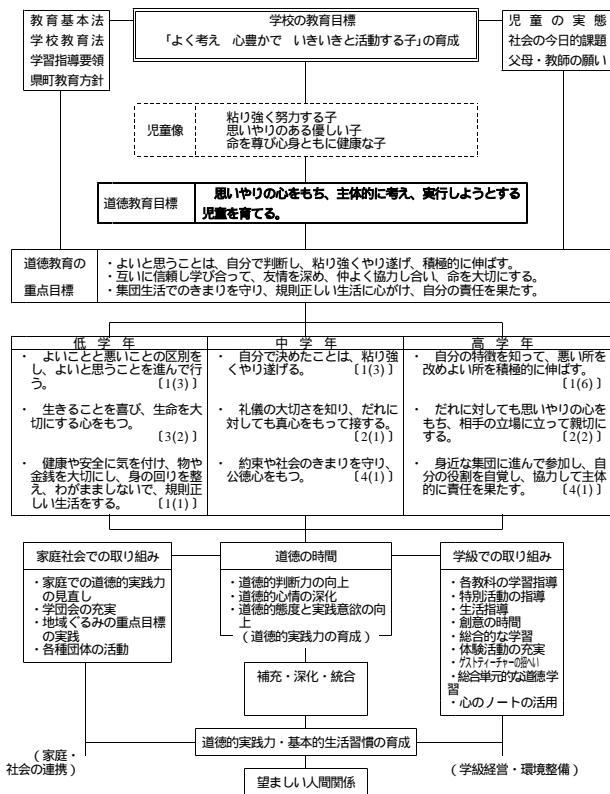 教育基本法
学校教育法
学習指導要領
県町教育方針
学校の教育目標
「よく考え 心豊かで いきいきと活動する子」の育成
児童の実態
社会の今日的課題
父母・教師の願い
児童像
粘り強く努力する子
思いやりのある優しい子
命を尊び心身ともに健康な子
道徳教育目標
思いやりの心をもち、主体的に考え、実行しようとする
児童を育てる。
道徳教育の
重点目標
・よいと思うことは、自分で判断し、粘り強くやり遂げ、積極的に伸ばす。
・互いに信頼し学び合って、友情を深め、仲よく協力し合い、命を大切にする。
・集団生活でのきまりを守り、規則正しい生活に心がけ、自分の責任を果たす。
低学年
・ よいことと悪いことの区別を
し、よいと思うことを進んで行
う。 〔1(3)〕
・ 生きることを喜び、生命を大
切にする心をもつ。
〔3(2)〕
・ 健康や安全に気を付け、物や
金銭を大切にし、身の回りを整
え、わがまましないで、規則正
しい生活をする。 〔1(1)〕
中学年
・ 自分で決めたことは、粘り強
くやり遂げる。 〔1(3)〕
・ 礼儀の大切さを知り、だれに
対しても真心をもって接する。
〔2(1)〕
・ 約束や社会のきまりを守り、
公徳心をもつ。 〔4(1)〕
高学年
・ 自分の特徴を知って、悪い所を
改めよい所を積極的に伸ばす。
〔1(6)〕
・ だれに対しても思いやりの心を
もち、相手の立場に立って親切に
する。 〔2(2)〕
・ 身近な集団に進んで参加し、自
分の役割を自覚し、協力して主体
的に責任を果たす。 〔4(1)〕
家庭社会での取り組み
・家庭での道徳的実践力
の見直し
・学団会の充実
・地域ぐるみの重点目標
の実践
・各種団体の活動
道徳の時間
・道徳的判断力の向上
・道徳的心情の深化
・道徳的態度と実践意欲の向
上
(道徳的実践力の育成)
学級での取り組み
・各教科の学習指導
・特別活動の指導
・生活指導
・創意の時間
・総合的な学習
・体験活動の充実
・ゲストティーチャーの招へい
・総合単元的な道徳学
習
・心のノートの活用
補充・深化・統合
道徳的実践力・基本的生活習慣の育成
(家庭・
社会の連携)
(学級経営・環境整備)
望ましい人間関係